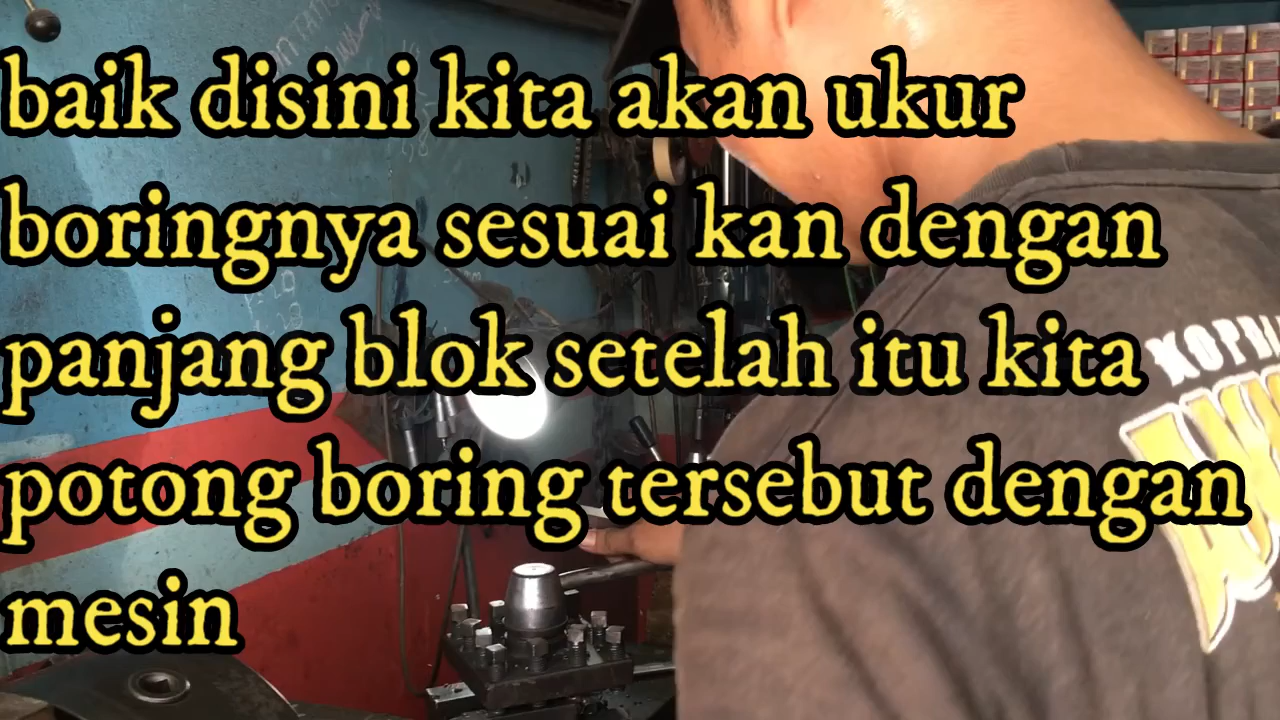 baik disini kita akan ukur
boringnya sesuai kan dengan
panjang blok setelah itu kita
potong boring tersebut dengan
mesin